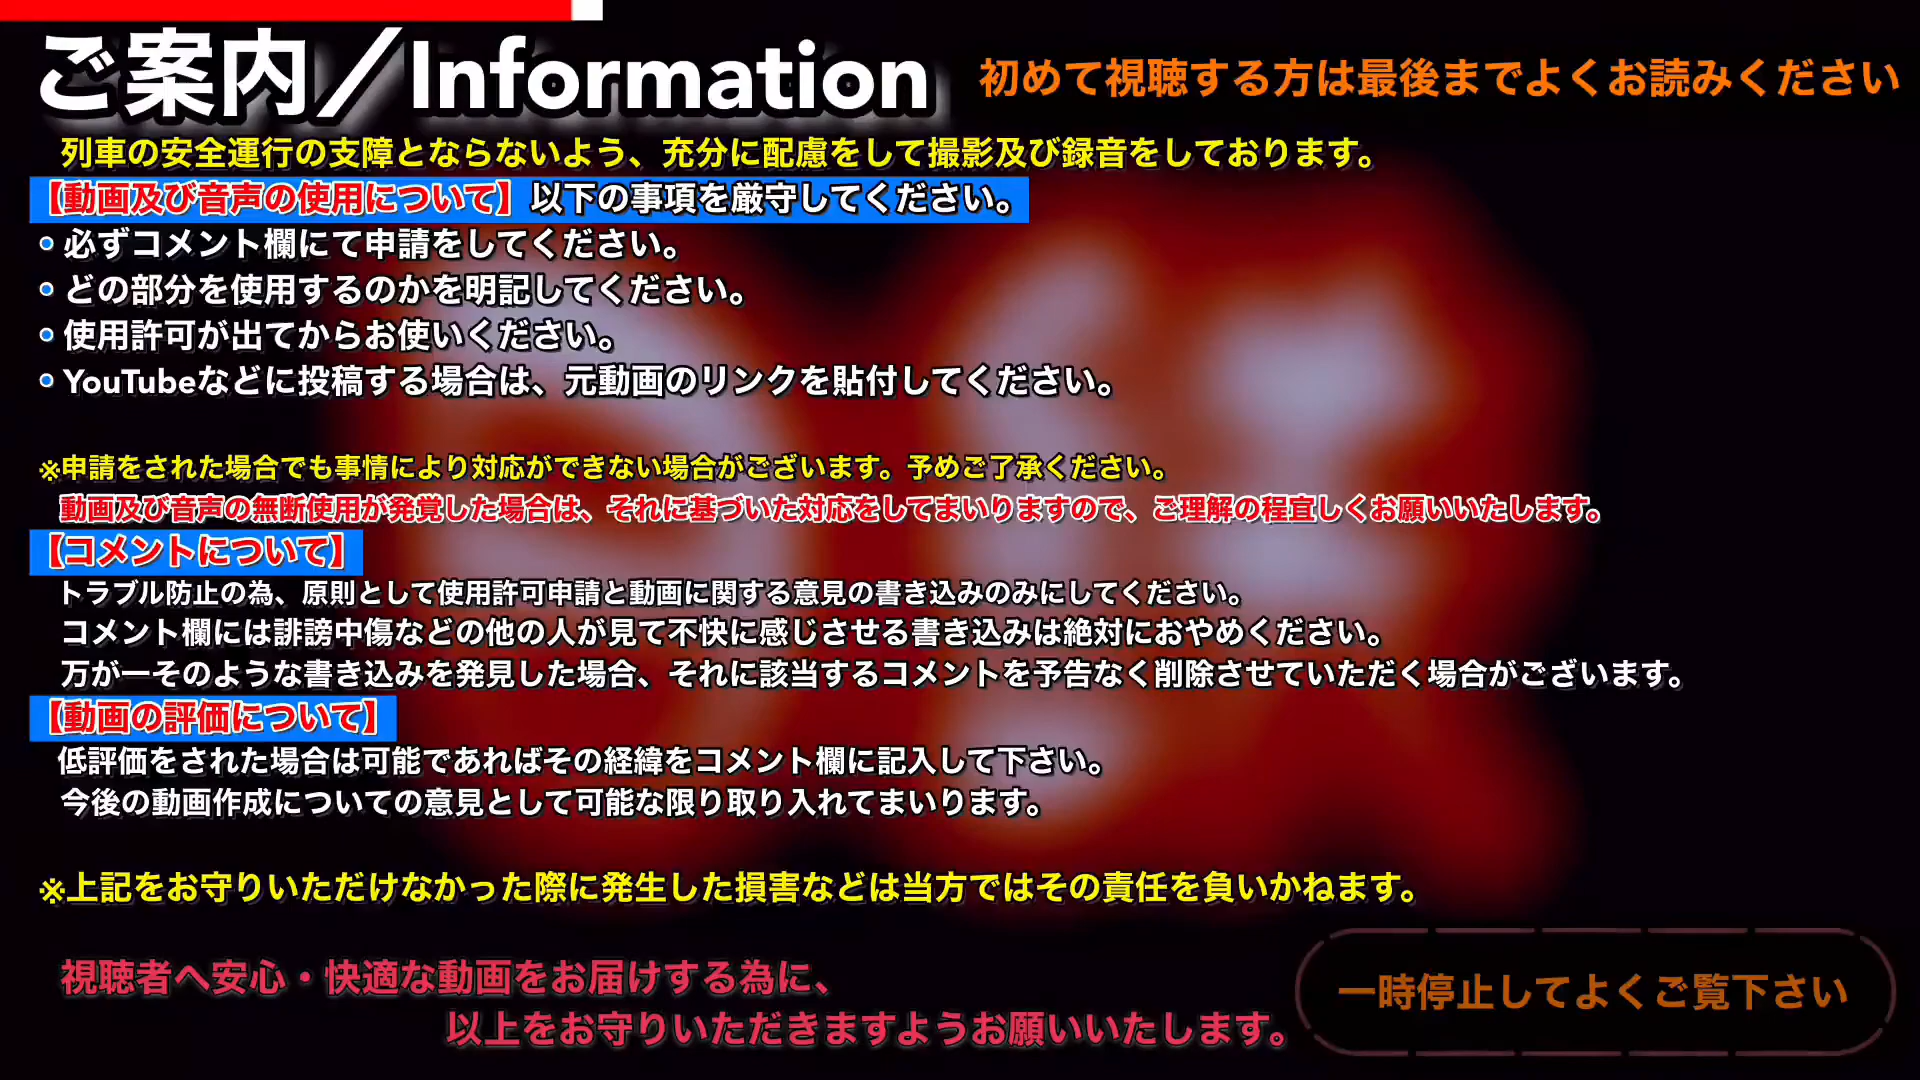 ご案内／Information
初めて視聴する方は最後までよくお読みください
列車の安全運行の支障とならないよう、充分に配慮をして撮影及び録音をしております。
【動画及び音声の使用について】以下の事項を厳守してください。
• 必ずコメント欄にて申請をしてください。
• どの部分を使用するのかを明記してください。
• 使用許可が出てからお使いください。
• YouTubeなどに投稿する場合は、元動画のリンクを貼付してください。
※申請をされた場合でも事情により対応ができない場合がございます。予めご了承ください。
動画及び音声の無断使用が発覚した場合は、それに基づいた対応をしてまいりますので、ご理解の程宜しくお願いいたします。
【コメントについて】
トラブル防止の為、原則として使用許可申請と動画に関する意見の書き込みのみにしてください。
コメント欄には誹謗中傷などの他の人が見て不快に感じさせる書き込みは絶対におやめください。
万が一そのような書き込みを発見した場合、それに該当するコメントを予告なく削除させていただく場合がございます。
【動画の評価について】
低評価をされた場合は可能であればその経緯をコメント欄に記入して下さい。
今後の動画作成についての意見として可能な限り取り入れてまいります。
※上記をお守りいただけなかった際に発生した損害などは当方ではその責任を負いかねます。
視聴者へ安心・快適な動画をお届けする為に、
以上をお守りいただきますようお願いいたします。
一時停止してよくご覧下さい